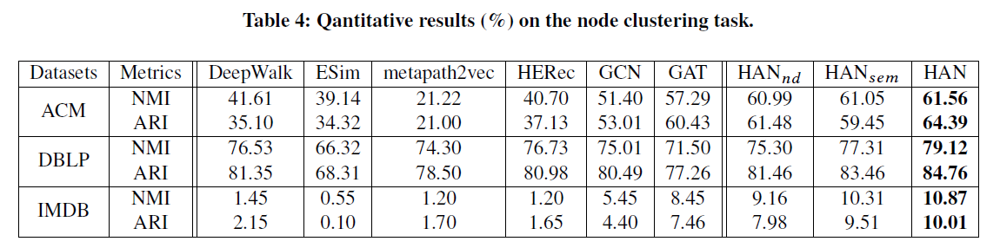 Table 4: Qantitative results (%) on the node clustering task.
Datasets Metrics DeepWalk ESim metapath2vec HERec GCN GAT HANnd HANsem HAN
ACM NMI 41.61 39.14 21.22 40.70 51.40 57.29 60.99 61.05 61.56
ARI 35.10 34.32 21.00 37.13 53.01 60.43 61.48 59.45 64.39
DBLP NMI 76.53 66.32 74.30 76.73 75.01 71.50 75.30 77.31 79.12
ARI 81.35 68.31 78.50 80.98 80.49 77.26 81.46 83.46 84.76
IMDB NMI 1.45 0.55 1.20 1.20 5.45 8.45 9.16 10.31 10.87
ARI 2.15 0.10 1.70 1.65 4.40 7.46 7.98 9.51 10.01